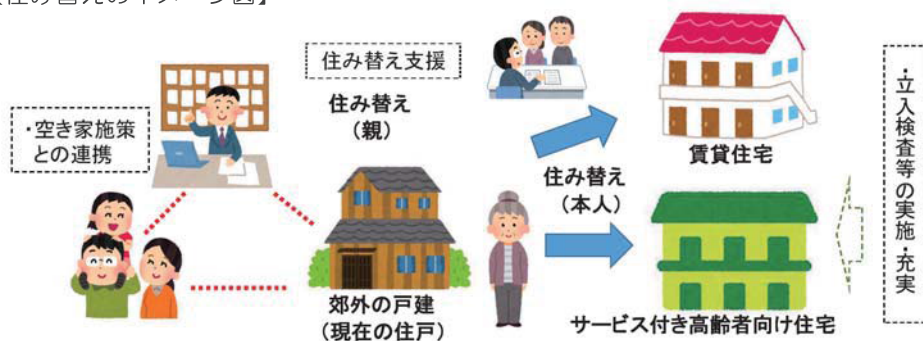 住み替え支援
住み替え
(親)
・空き家施策
との連携
郊外の戸建
(現在の住戸)
住み替え
(本人)
賃貸住宅
サービス付き高齢者向け住宅
・立入検査等の実施・充実